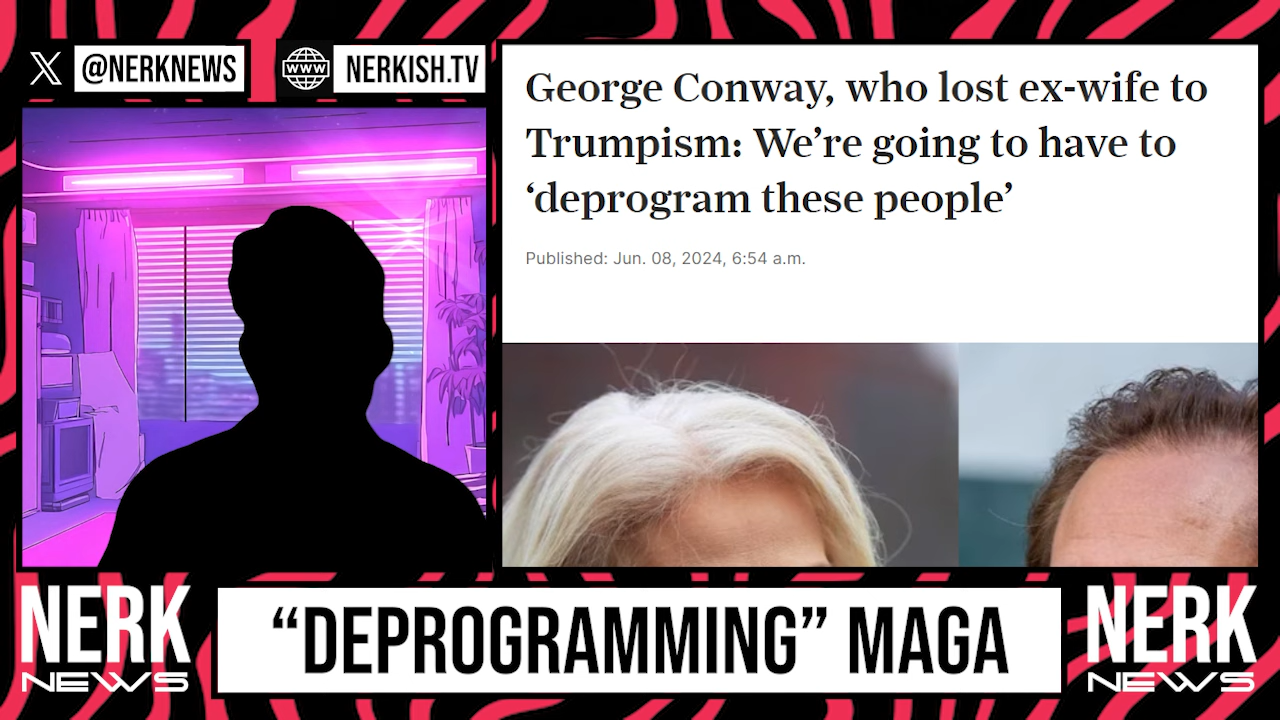 X @NERKNEWS
WWW NERKISH.TV
George Conway, who lost ex-wife to
Trumpism: We’re going to have to
‘deprogram these people’
Published: Jun. 08, 2024, 6:54 a.m.
NERK
NEWS
“DEPROGRAMMING” MAGA
NERK
NEWS